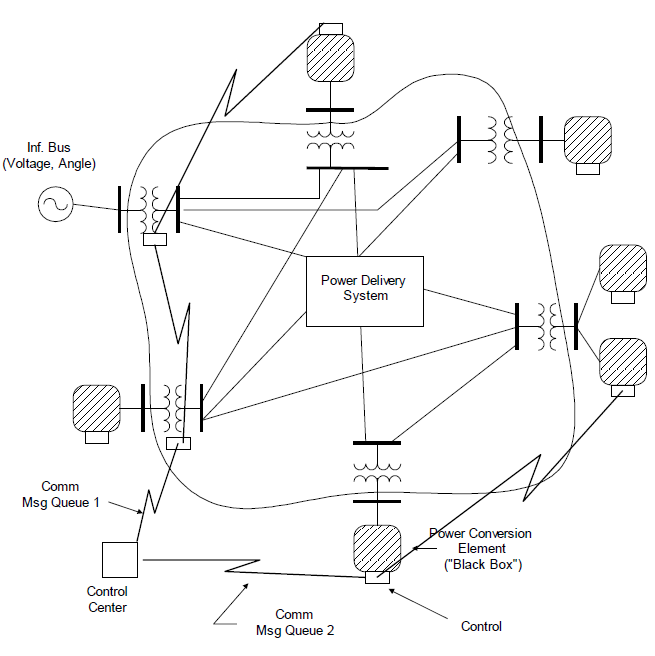 Inf. Bus
(Voltage, Angle)
Power Delivery
System
Comm
Msg Queue 1
Power Conversion
Element
("Black Box")
Control
Center
Comm
Msg Queue 2
Control